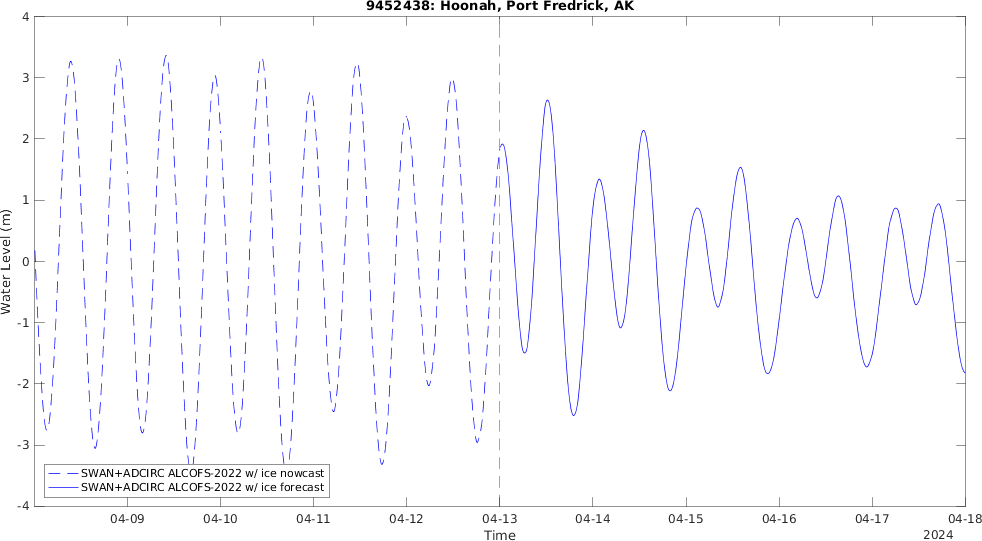 9452438: Hoonah, Port Fredrick, AK
4
3
2
1
0
-1
-2
-3
-4
Water Level (m)
SWAN+ADCIRC ALCOFS-2022 w/ ice nowcast
SWAN+ADCIRC ALCOFS-2022 w/ ice forecast
04-09 04-10 04-11 04-12 04-13 04-14 04-15 04-16 04-17 04-18
Time
2024